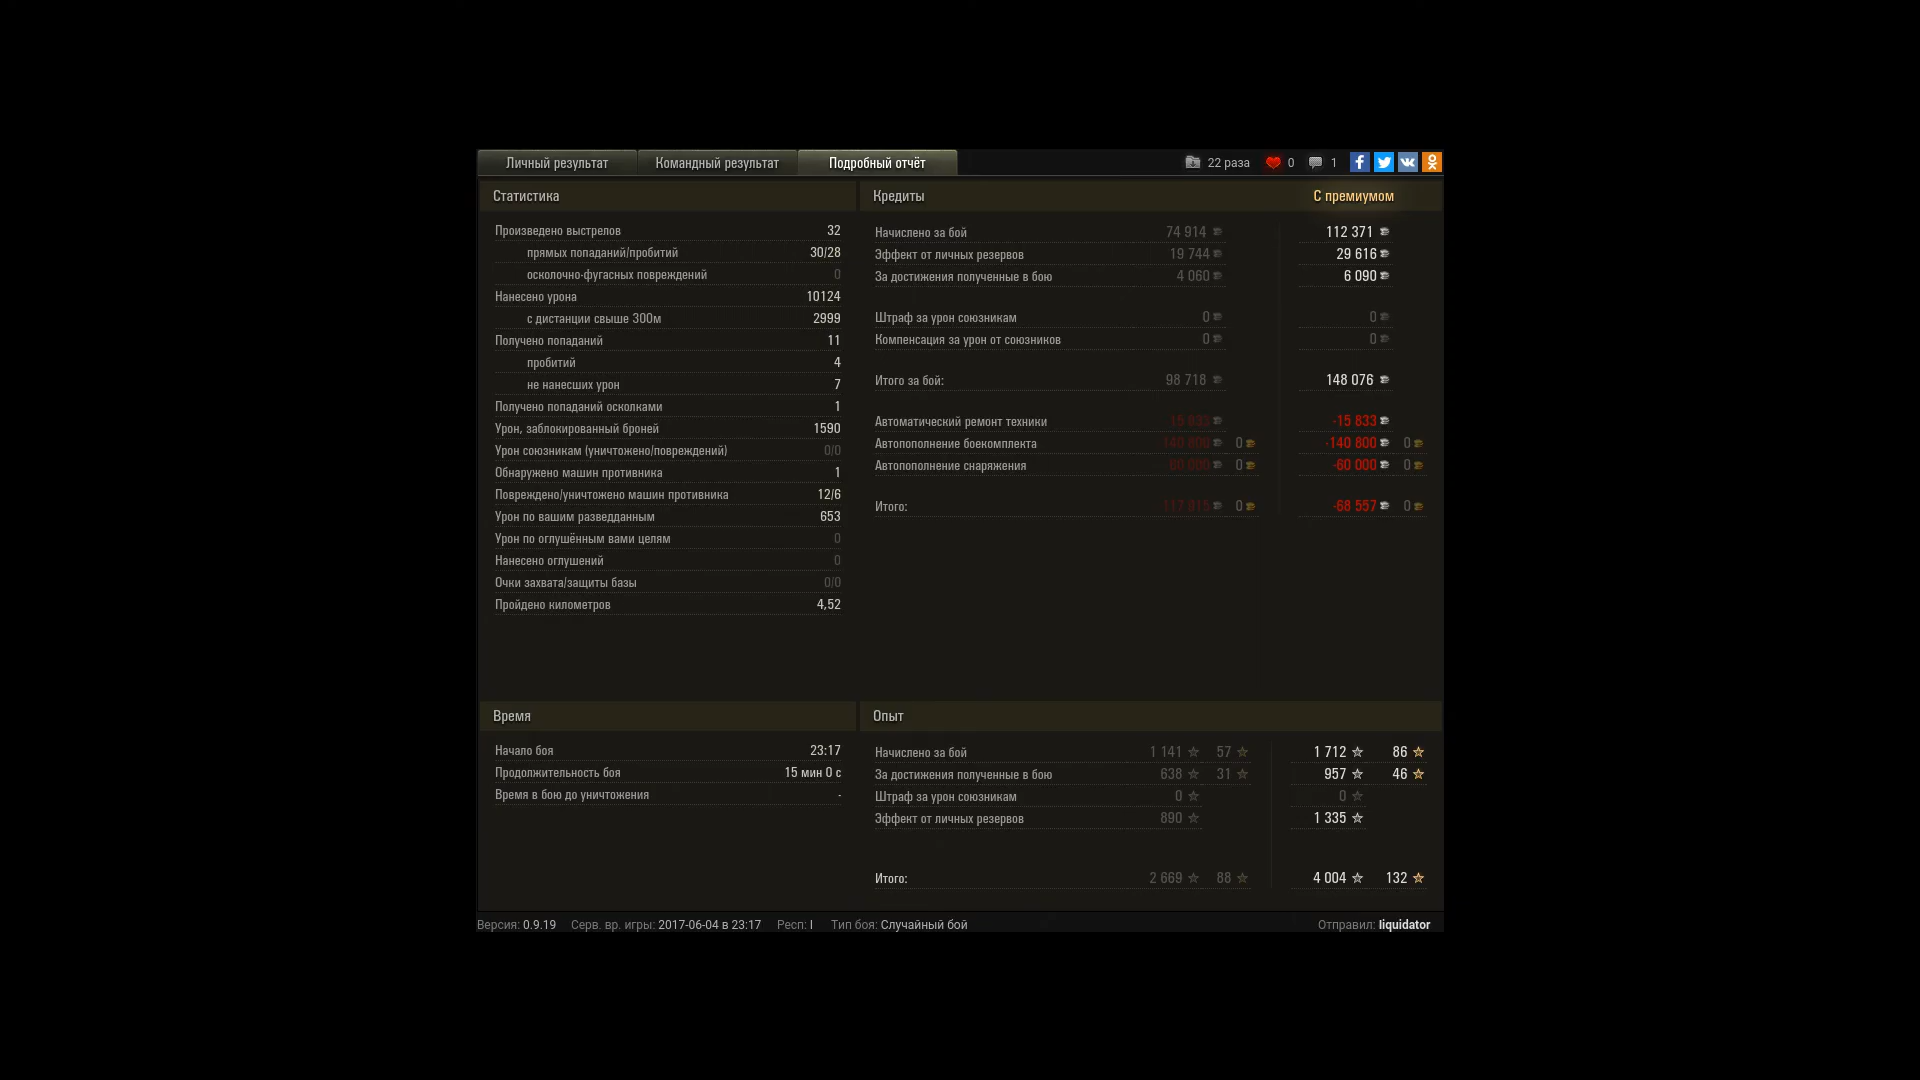 Личный результат Командный результат Подробный отчёт 22 раза 0 1
Статистика
Произведено выстрелов 32
прямых попаданий/пробитий 30/28
осколочно-фугасных повреждений 0
Нанесено урона 10124
с дистанции свыше 300м 2999
Получено попаданий 11
пробитий 4
не нанесших урон 7
Получено попаданий осколками 1
Урон, заблокированный броней 1590
Урон союзникам (уничтожено/повреждений) 0/0
Обнаружено машин противника 1
Повреждено/уничтожено машин противника 12/6
Урон по вашим разведданным 653
Урон по оглушённым вами целям 0
Нанесено оглушений 0
Очки захвата/защиты базы 0/0
Пройдено километров 4,52
Кредиты С премиумом
Начислено за бой 74 914 112 371
Эффект от личных резервов 19 744 29 616
За достижения полученные в бою 4 060 6 090
Штраф за урон союзникам 0 0
Компенсация за урон от союзников 0 0
Итого за бой: 98 718 148 076
Автоматический ремонт техники -15 833 -15 833
Автопополнение боекомплекта -140 800 0 -140 800 0
Автопополнение снаряжения -60 000 0 -60 000 0
Итого: 0 -68 557 0
Время
Начало боя 23:17
Продолжительность боя 15 мин 0 с
Время в бою до уничтожения -
Опыт
Начислено за бой 1 141 57 1 712 86
За достижения полученные в бою 638 31 957 46
Штраф за урон союзникам 0 0
Эффект от личных резервов 890 1 335
Итого: 2 669 88 4 004 132
Версия: 0.9.19 Серв. вр. игры: 2017-06-04 в 23:17 Респ: I Тип боя: Случайный бой Отправил: liquidator